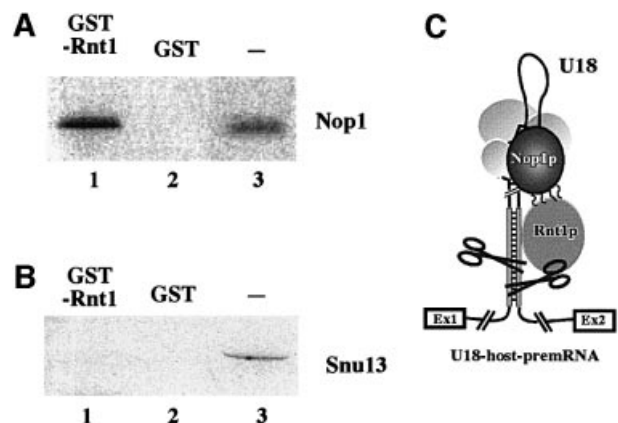 A
GST
-Rnt1
GST
–
Nop1
1
2
3
B
GST
-Rnt1
GST
–
Snu13
1
2
3
C
U18
Nop1p
Rnt1p
Ex1
Ex2
U18-host-premRNA